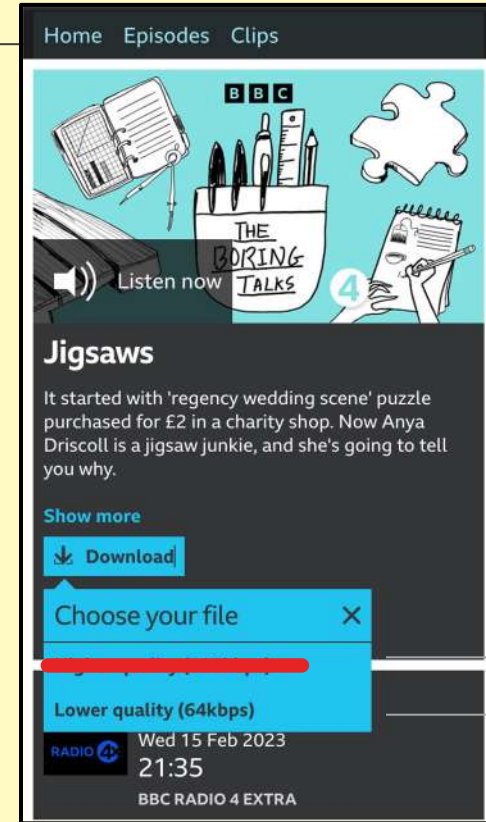 Home Episodes Clips
BBC
THE
BORING
TALKS
4
Listen now
Jigsaws
It started with 'regency wedding scene' puzzle
purchased for £2 in a charity shop. Now Anya
Driscoll is a jigsaw junkie, and she's going to tell
you why.
Show more
Download
Choose your file
Lower quality (64kbps)
RADIO 4X
Wed 15 Feb 2023
21:35
BBC RADIO 4 EXTRA